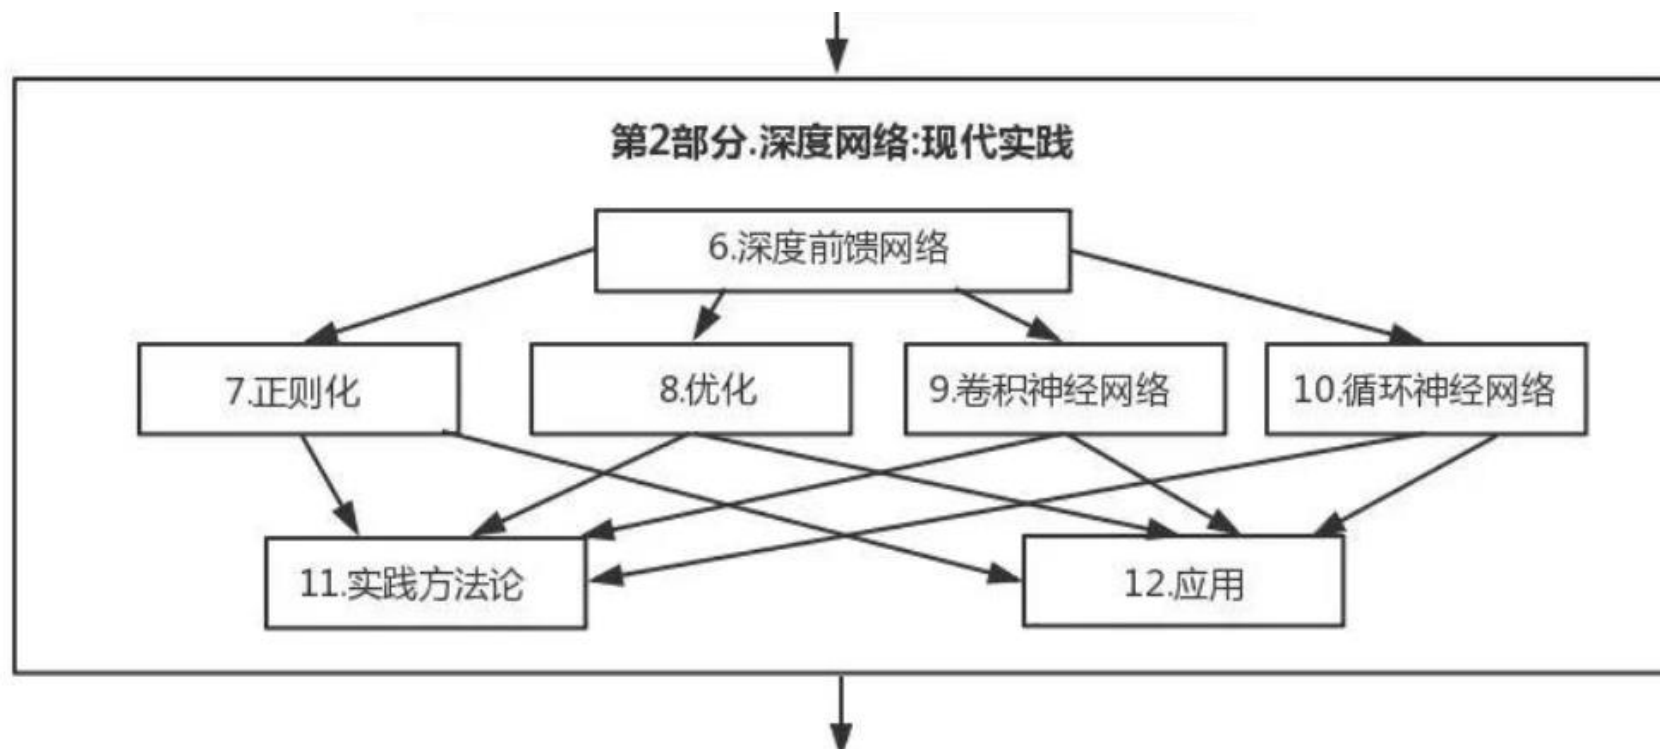 第2部分.深度网络:现代实践
6.深度前馈网络
7.正则化
8.优化
9.卷积神经网络
10.循环神经网络
11.实践方法论
12.应用